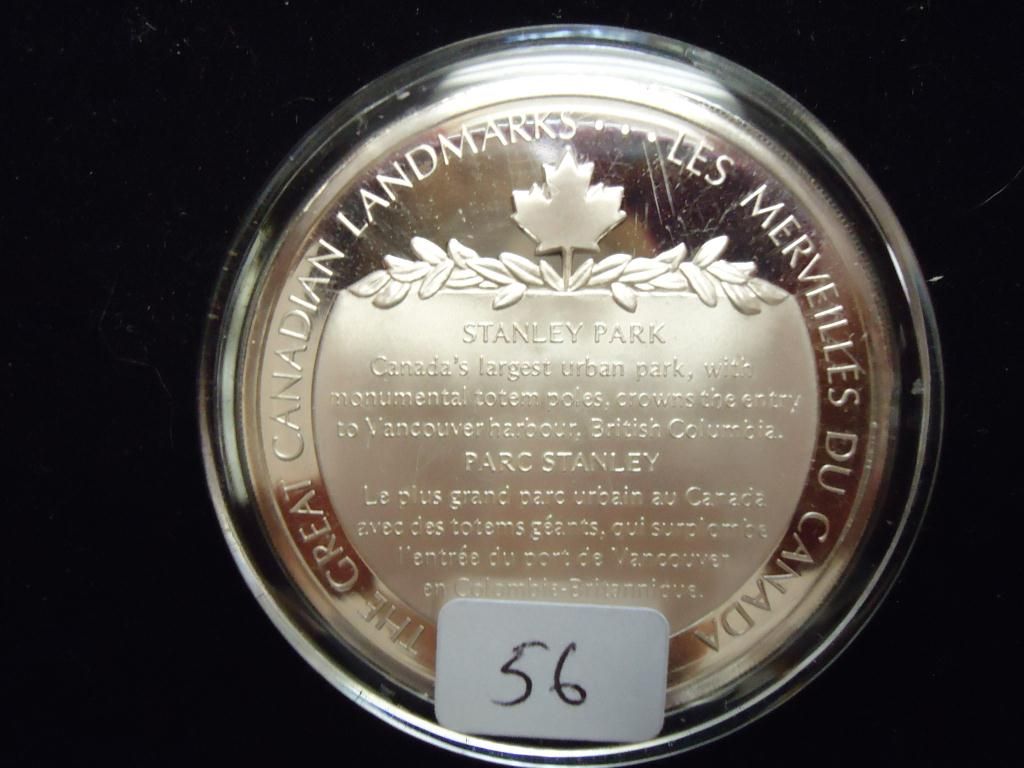 THE GREAT CANADIAN LANDMARKS • • • • LES MERVEILLES DU CANADA
STANLEY PARK
Canada's largest urban park, with
monumental totem poles, crowns the entry
to Vancouver harbour, British Columbia.
PARC STANLEY
Le plus grand parc urbain au Canada
avec des totems géants, qui surplombe
l'entrée du port de Vancouver
en Colombie-Britannique.
56